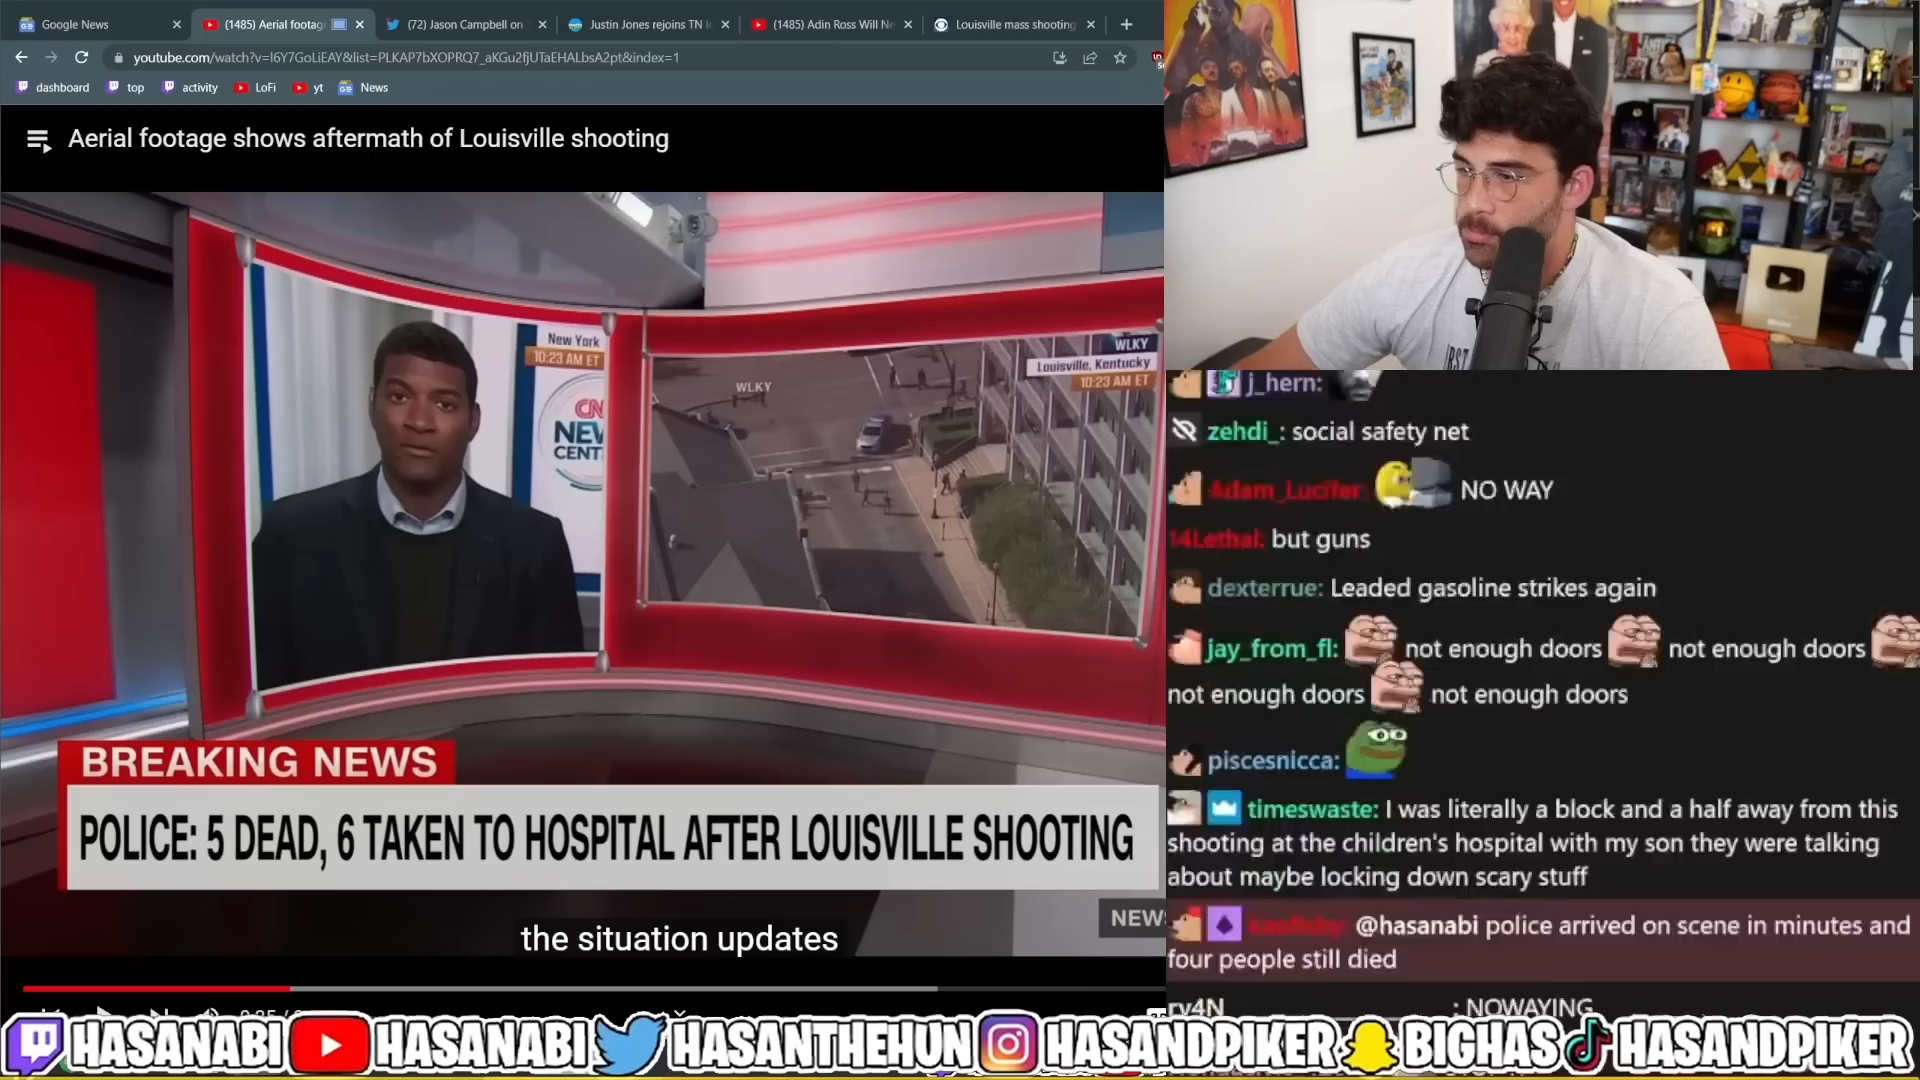 Google News
(1485) Aerial footag
(72) Jason Campbell on
Justin Jones rejoins TN le
(1485) Adin Ross Will Ne
Louisville mass shooting
youtube.com/watch?v=l6Y7GoLiEAY&list=PLKAP7bXOPRQ7_aKGu2fjUTaEHALbsA2pt&index=1
dashboard
top
activity
LoFi
yt
News
Aerial footage shows aftermath of Louisville shooting
New York
10:23 AM ET
CNN
NEW
CENT
WLKY
WLKY
Louisville, Kentucky
10:23 AM ET
BREAKING NEWS
POLICE: 5 DEAD, 6 TAKEN TO HOSPITAL AFTER LOUISVILLE SHOOTING
NEWS
the situation updates
j_hern:
zehdi_: social safety net
Adam_Lucifer: NO WAY
14Lethal: but guns
dexterrue: Leaded gasoline strikes again
jay_from_fl: not enough doors not enough doors
not enough doors not enough doors
piscesnicca:
timeswaste: I was literally a block and a half away from this
shooting at the children's hospital with my son they were talking
about maybe locking down scary stuff
@hasanabi police arrived on scene in minutes and
four people still died
: NOWAYING
HASANABI HASANABI HASANTHEHUN HASANDPIKER BIGHAS HASANDPIKER